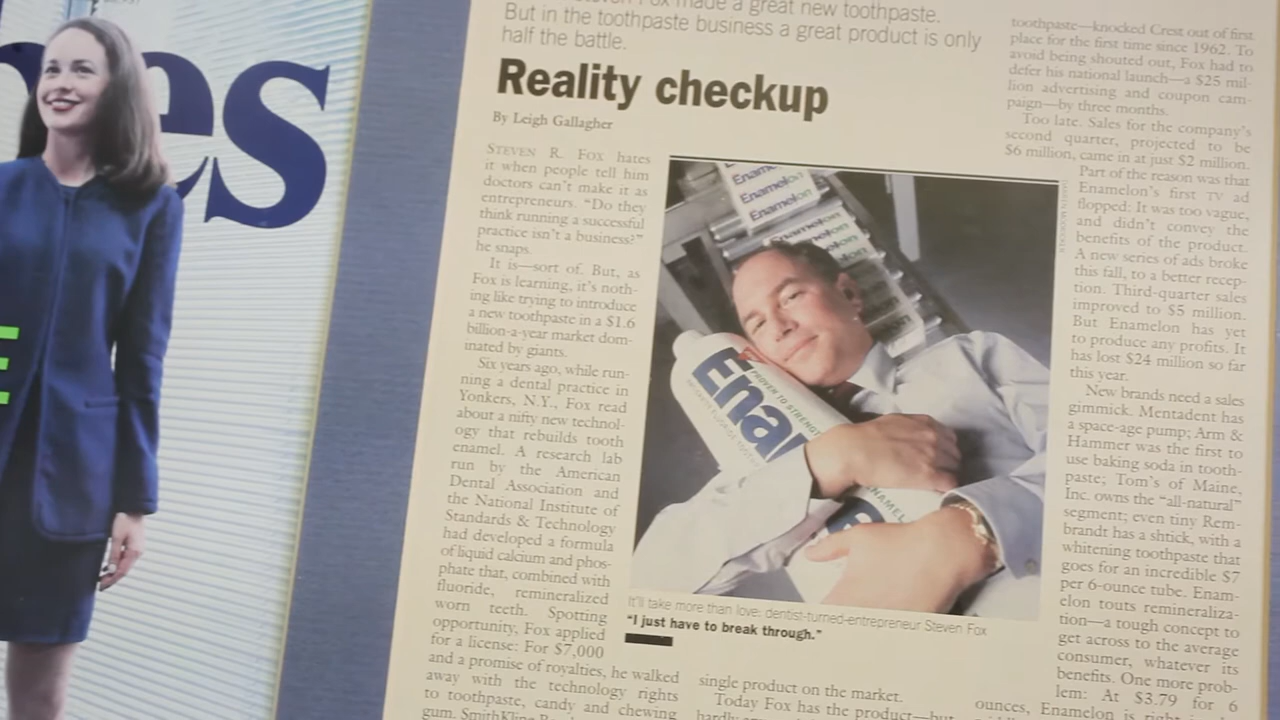 es
E
Steven Fox made a great new toothpaste.
But in the toothpaste business a great product is only
half the battle.
Reality checkup
By Leigh Gallagher
STEVEN R. FOX hates
it when people tell him
doctors can't make it as
entrepreneurs. "Do they
think running a successful
practice isn't a business?"
he snaps.
It is—sort of. But, as
Fox is learning, it's noth-
ing like trying to introduce
a new toothpaste in a $1.6
billion-a-year market dom-
inated by giants.
Six years ago, while run-
ning a dental practice in
Yonkers, N.Y., Fox read
about a nifty new technol-
ogy that rebuilds tooth
enamel. A research lab
run by the American
Dental Association and
the National Institute of
Standards & Technology
had developed a formula
of liquid calcium and phos-
phate that, combined with
fluoride, remineralized
worn teeth. Spotting
opportunity, Fox applied
for a license: For $7,000
and a promise of royalties, he walked
away with the technology rights
to toothpaste, candy and chewing
gum.
Enamelon
Enamelon
Enamelon
Enamelon
Enamelon
Ena
PROVEN TO STRENGT
ENAMEL
It'll take more than love: dentist-turned-entrepreneur Steven Fox
"I just have to break through."
single product on the market.
Today Fox has the product—but
toothpaste—knocked Crest out of first
place for the first time since 1962. To
avoid being shouted out, Fox had to
defer his national launch—a $25 mil-
lion advertising and coupon cam-
paign—by three months.
Too late. Sales for the company's
second quarter, projected to be
$6 million, came in at just $2 million.
Part of the reason was that
Enamelon's first TV ad
flopped: It was too vague,
and didn't convey the
benefits of the product.
A new series of ads broke
this fall, to a better recep-
tion. Third-quarter sales
improved to $5 million.
But Enamelon has yet
to produce any profits. It
has lost $24 million so far
this year.
New brands need a sales
gimmick. Mentadent has
a space-age pump; Arm &
Hammer was the first to
use baking soda in tooth-
paste; Tom's of Maine,
Inc. owns the "all-natural"
segment; even tiny Rem-
brandt has a shtick, with a
whitening toothpaste that
goes for an incredible $7
per 6-ounce tube. Enam-
elon touts remineraliza-
tion—a tough concept to
get across to the average
consumer, whatever its
benefits. One more prob-
lem: At $3.79 for 6
ounces, Enamelon is